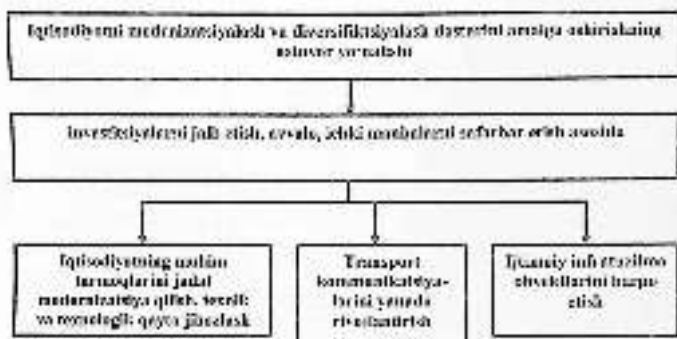 Iqtisodiyotni modernizatsiyalash va diversifiktsiyalash dasturini amalga oshirishning
ustuvor yo'nalishi
investitsiyalarni jalb etish, avvalo, ichki manbalarni safarbar etish asosida
Iqtisodiyotning muhim
tarmoqlarini jadal
modernizatsiya qilish, texnik
va texnologik qayta jihozlash
Transport
kommunikatsiya-
larini yanada
rivojlantirish
Ijtimoiy infratuzilma
obyektlarini barpo
etish